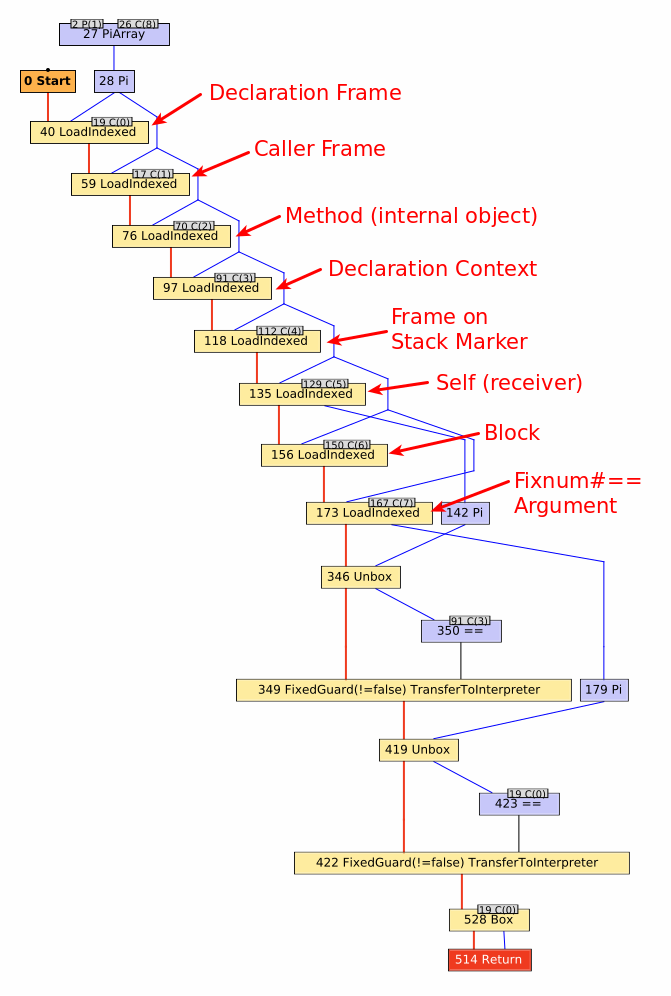 2 P(1) 26 C(8)
27 PiArray
0 Start
28 Pi
Declaration Frame
19 C(0)
40 LoadIndexed
Caller Frame
17 C(1)
59 LoadIndexed
Method (internal object)
70 C(2)
76 LoadIndexed
Declaration Context
91 C(3)
97 LoadIndexed
Frame on
Stack Marker
112 C(4)
118 LoadIndexed
Self (receiver)
129 C(5)
135 LoadIndexed
Block
150 C(6)
156 LoadIndexed
Fixnum#==
Argument
167 C(7)
173 LoadIndexed
142 Pi
346 Unbox
91 C(3)
350 ==
349 FixedGuard(!=false) TransferToInterpreter
179 Pi
419 Unbox
19 C(0)
423 ==
422 FixedGuard(!=false) TransferToInterpreter
19 C(0)
528 Box
514 Return